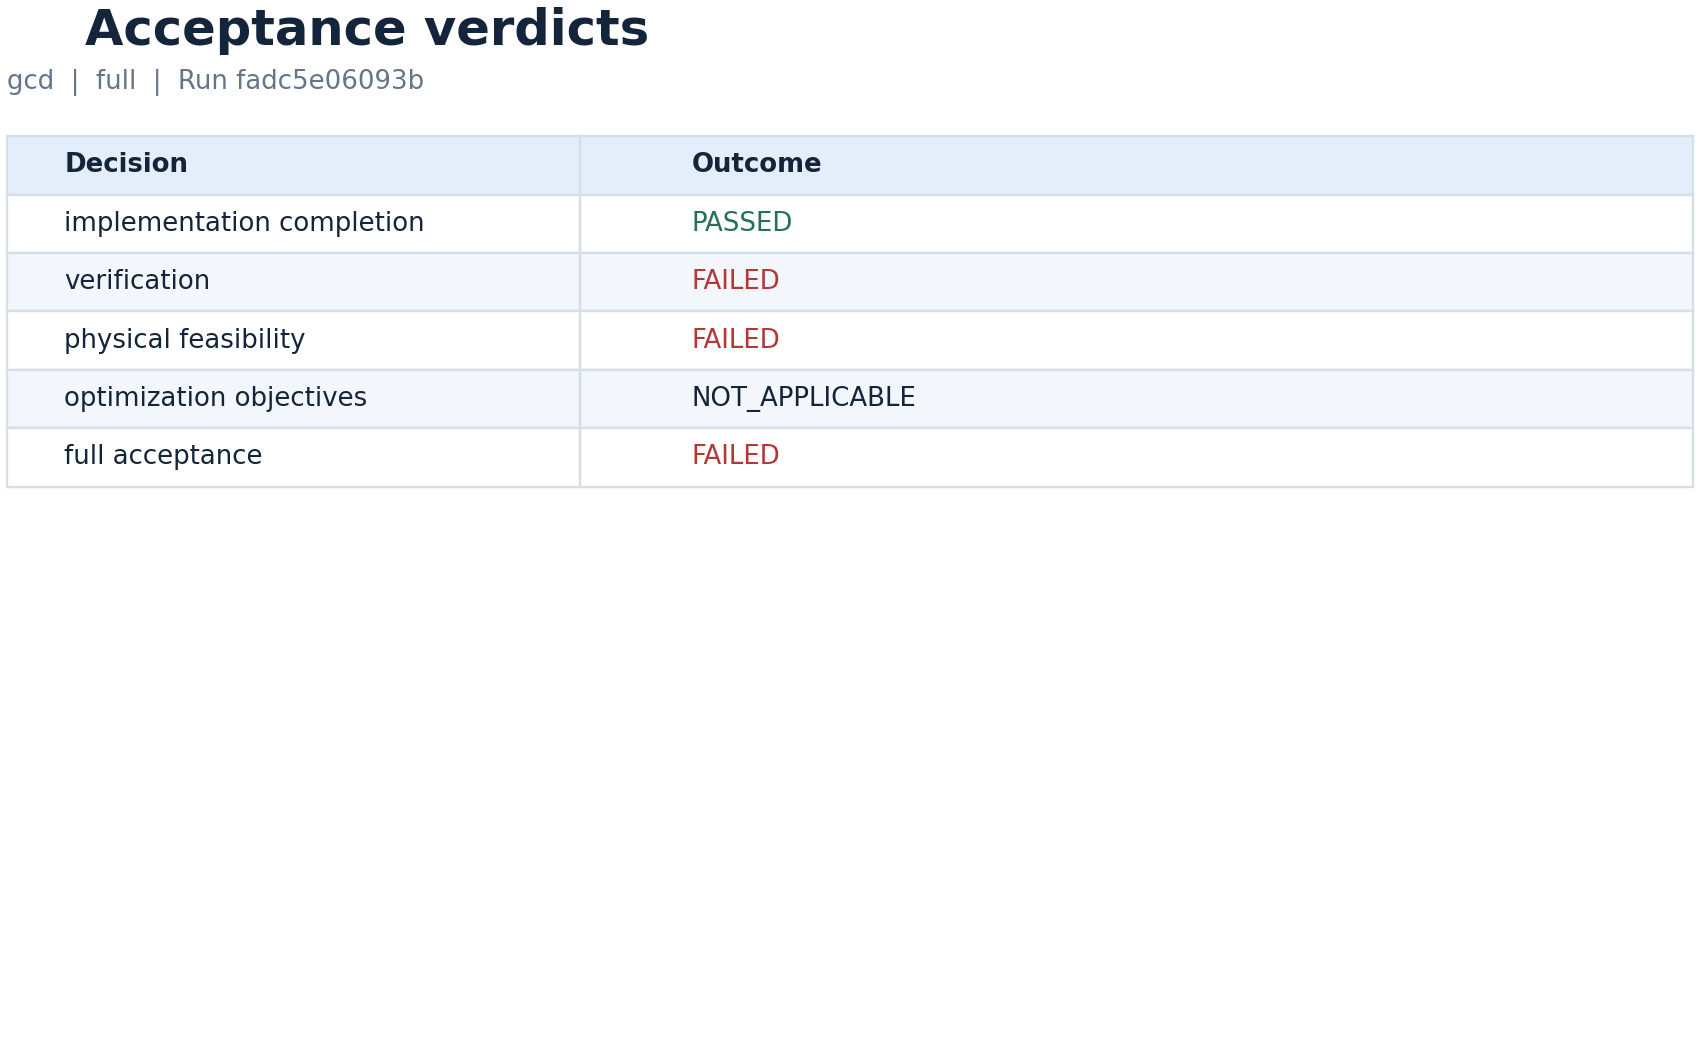 Acceptance verdicts
gcd | full | Run fadc5e06093b
Decision Outcome
implementation completion PASSED
verification FAILED
physical feasibility FAILED
optimization objectives NOT_APPLICABLE
full acceptance FAILED